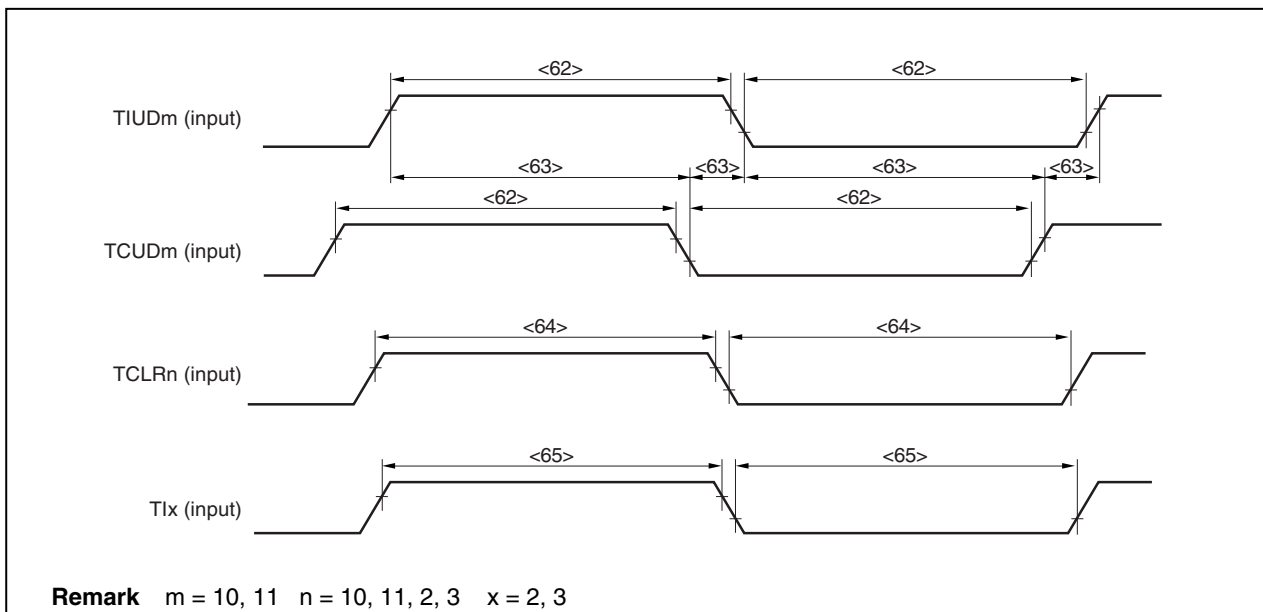 <62> <62>
TIUDm (input)
<63> <63> <63> <63>
<62> <62>
TCUDm (input)
<64> <64>
TCLRn (input)
<65> <65>
TIx (input)
Remark m = 10, 11 n = 10, 11, 2, 3 x = 2, 3